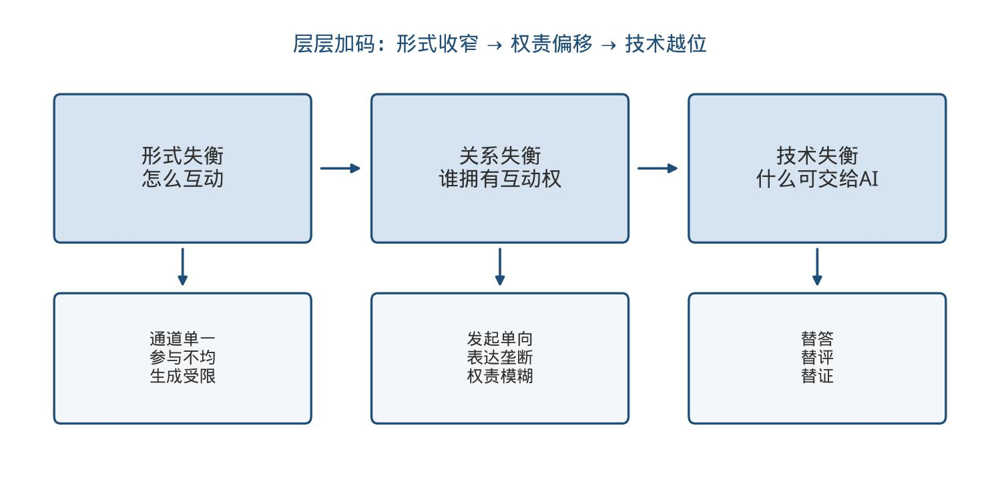 层层加码：形式收窄 → 权责偏移 → 技术越位
形式失衡
怎么互动
关系失衡
谁拥有互动权
技术失衡
什么可交给AI
通道单一
参与不均
生成受限
发起单向
表达垄断
权责模糊
替答
替评
替证